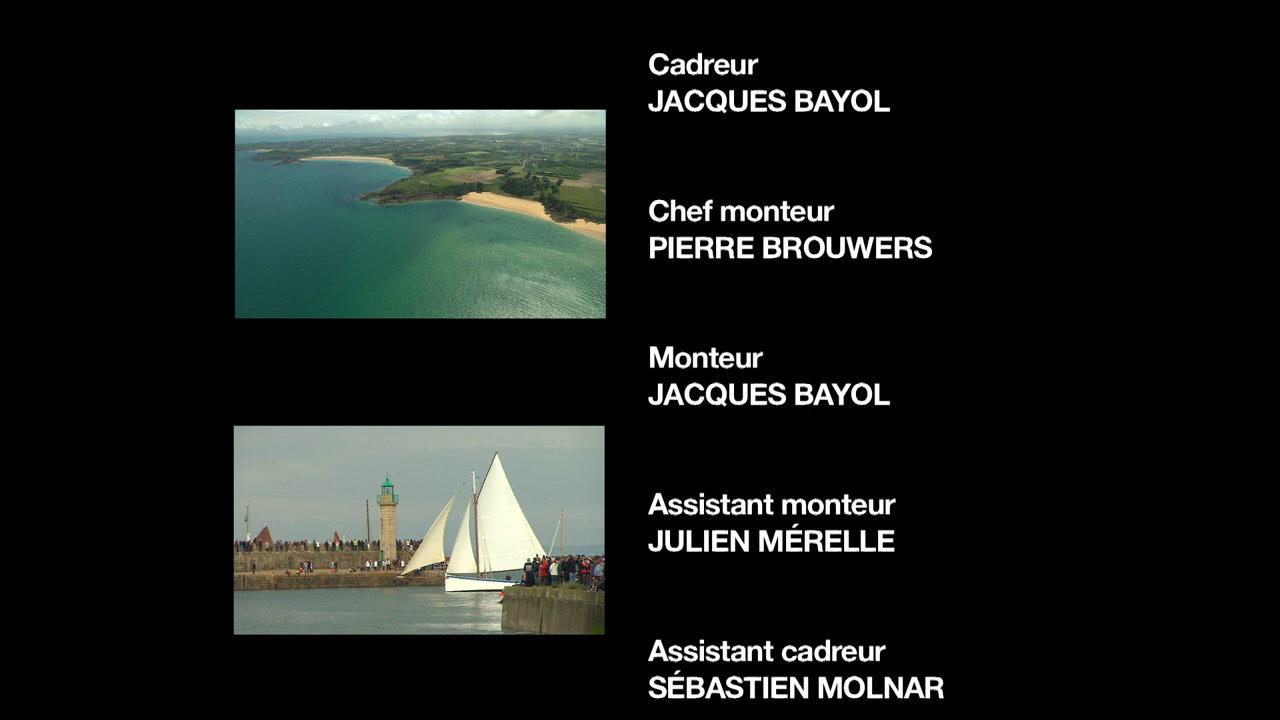 Cadreur
JACQUES BAYOL
Chef monteur
PIERRE BROUWERS
Monteur
JACQUES BAYOL
Assistant monteur
JULIEN MÉRELLE
Assistant cadreur
SÉBASTIEN MOLNAR